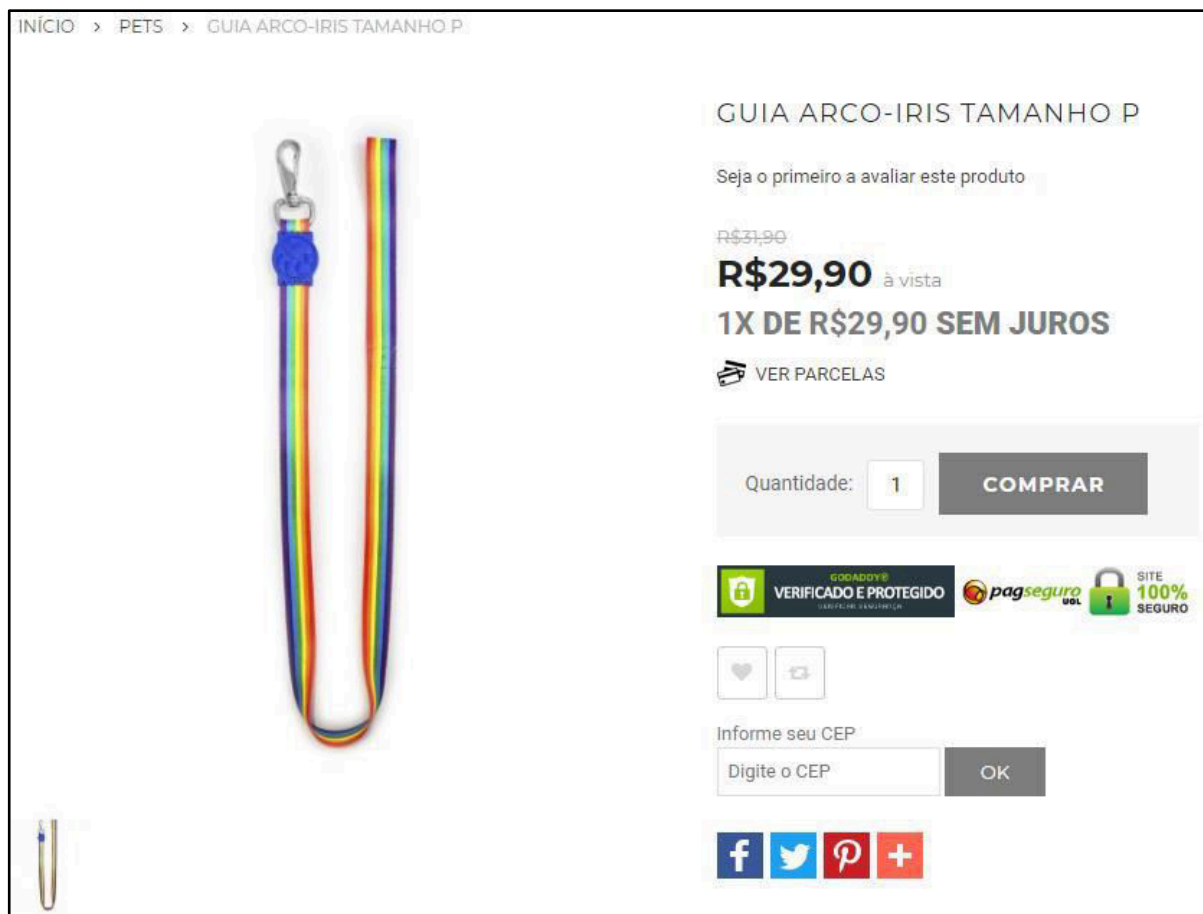 INÍCIO > PETS > GUIA ARCO-IRIS TAMANHO P
GUIA ARCO-IRIS TAMANHO P
Seja o primeiro a avaliar este produto
R$31,90
R$29,90 à vista
1X DE R$29,90 SEM JUROS
VER PARCELAS
Quantidade: 1 COMPRAR
GODADDY®
VERIFICADO E PROTEGIDO
VERIFICAR SEGURANÇA
pagseguro
UOL
SITE
100%
SEGURO
Informe seu CEP
Digite o CEP OK